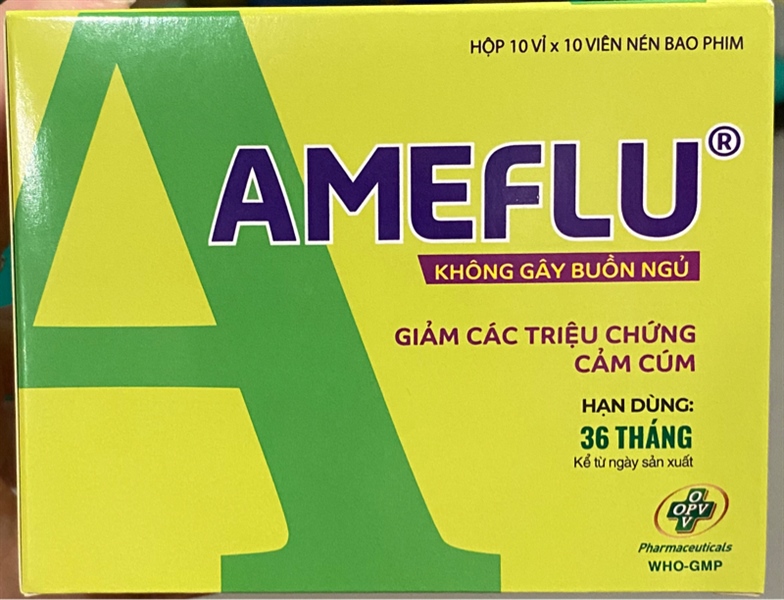 HỘP 10 VỈ x 10 VIÊN NÉN BAO PHIM
AMEFLU®
KHÔNG GÂY BUỒN NGỦ
GIẢM CÁC TRIỆU CHỨNG
CẢM CÚM
HẠN DÙNG:
36 THÁNG
Kể từ ngày sản xuất
O
OPV
V
Pharmaceuticals
WHO-GMP